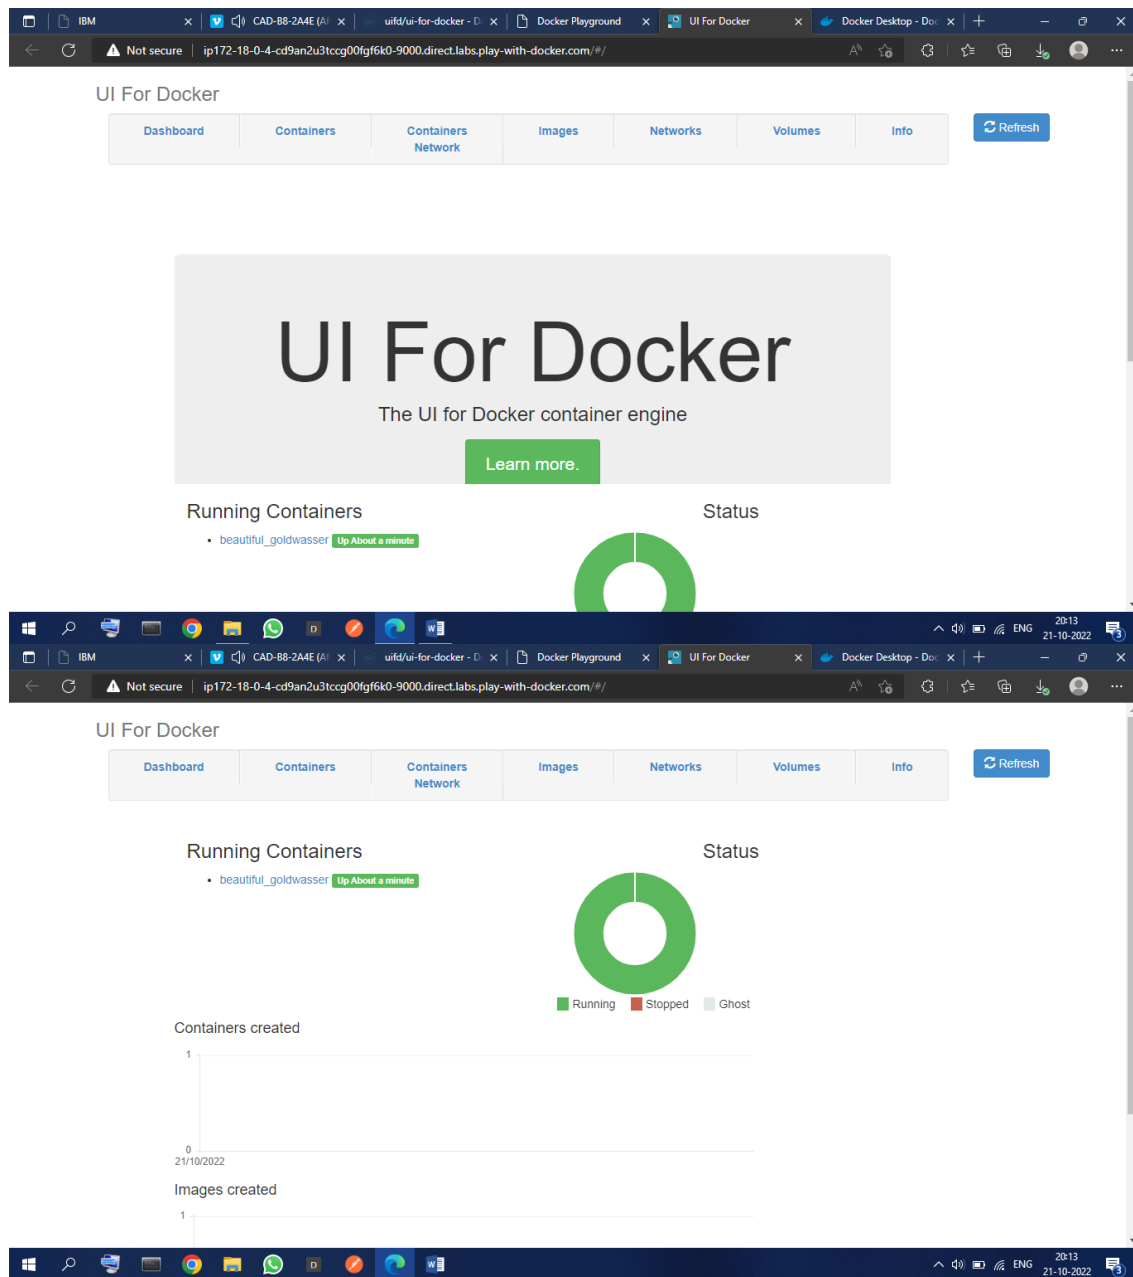 IBM
CAD-B8-2A4E (Af
uifd/ui-for-docker - D
Docker Playground
UI For Docker
Docker Desktop - Doc
Not secure
ip172-18-0-4-cd9an2u3tccg00fgf6k0-9000.direct.labs.play-with-docker.com/#/
UI For Docker
Dashboard
Containers
Containers
Network
Images
Networks
Volumes
Info
Refresh
UI For Docker
The UI for Docker container engine
Learn more.
Running Containers
Status
beautiful_goldwasser Up About a minute
ENG
20:13
21-10-2022
3
IBM
CAD-B8-2A4E (Af
uifd/ui-for-docker - D
Docker Playground
UI For Docker
Docker Desktop - Doc
Not secure
ip172-18-0-4-cd9an2u3tccg00fgf6k0-9000.direct.labs.play-with-docker.com/#/
UI For Docker
Dashboard
Containers
Containers
Network
Images
Networks
Volumes
Info
Refresh
Running Containers
Status
beautiful_goldwasser Up About a minute
Running
Stopped
Ghost
Containers created
1
0
21/10/2022
Images created
1
ENG
20:13
21-10-2022
3